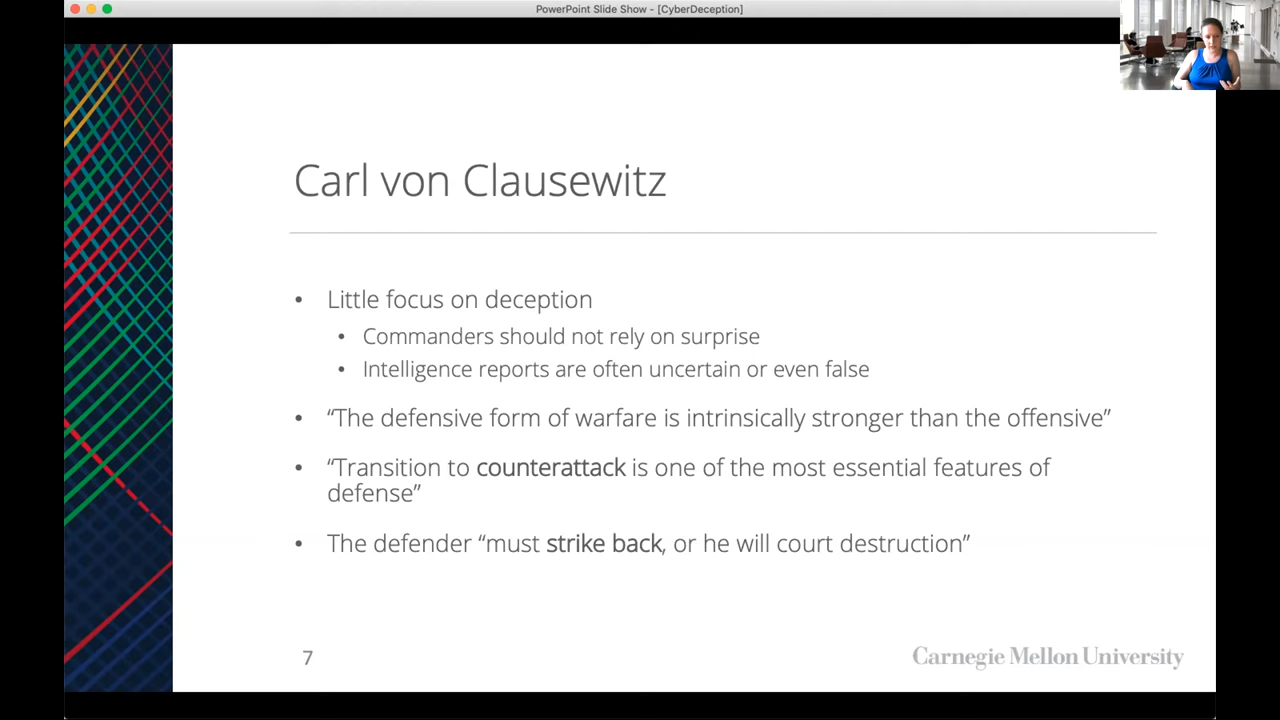 PowerPoint Slide Show - [CyberDeception]
Carl von Clausewitz
• Little focus on deception
• Commanders should not rely on surprise
• Intelligence reports are often uncertain or even false
• “The defensive form of warfare is intrinsically stronger than the offensive”
• “Transition to counterattack is one of the most essential features of
defense”
• The defender “must strike back, or he will court destruction”
7
Carnegie Mellon University